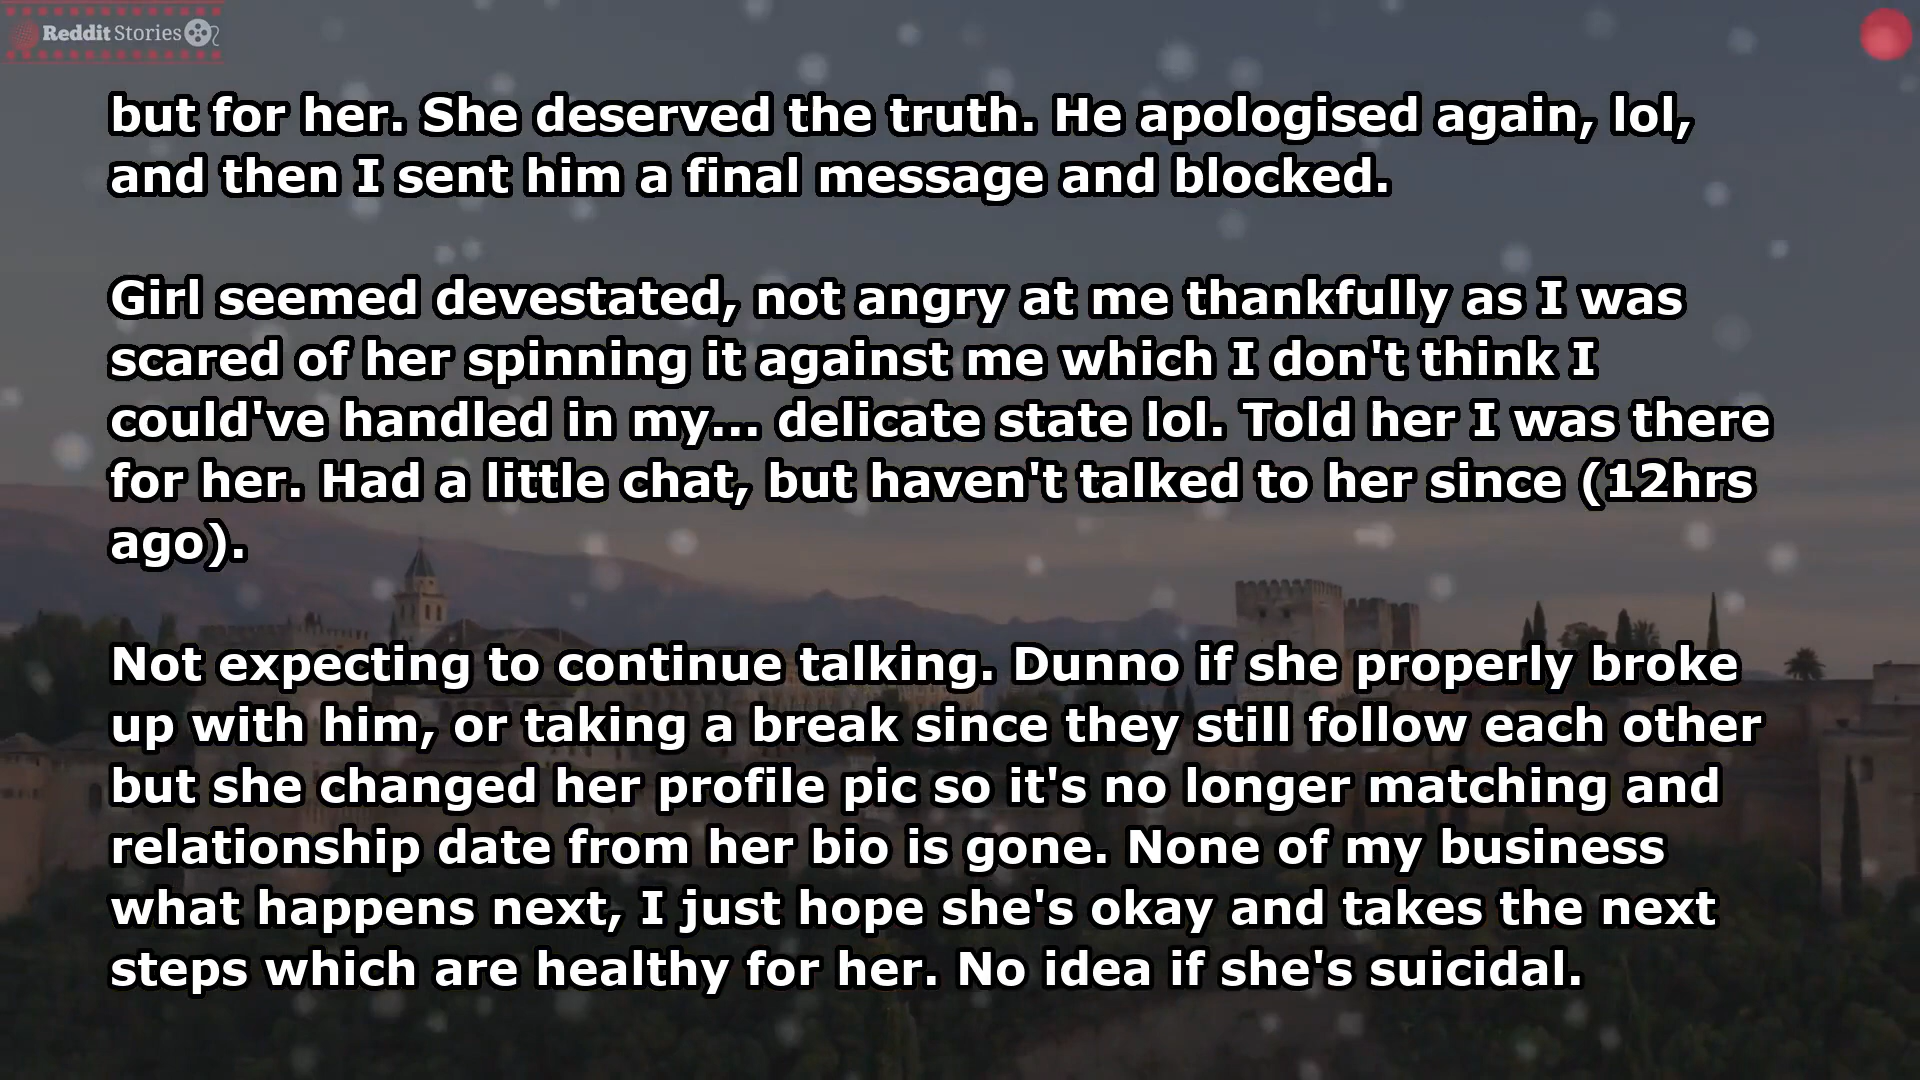 Reddit Stories
but for her. She deserved the truth. He apologised again, lol,
and then I sent him a final message and blocked.
Girl seemed devestated, not angry at me thankfully as I was
scared of her spinning it against me which I don't think I
could've handled in my... delicate state lol. Told her I was there
for her. Had a little chat, but haven't talked to her since (12hrs
ago).
Not expecting to continue talking. Dunno if she properly broke
up with him, or taking a break since they still follow each other
but she changed her profile pic so it's no longer matching and
relationship date from her bio is gone. None of my business
what happens next, I just hope she's okay and takes the next
steps which are healthy for her. No idea if she's suicidal.